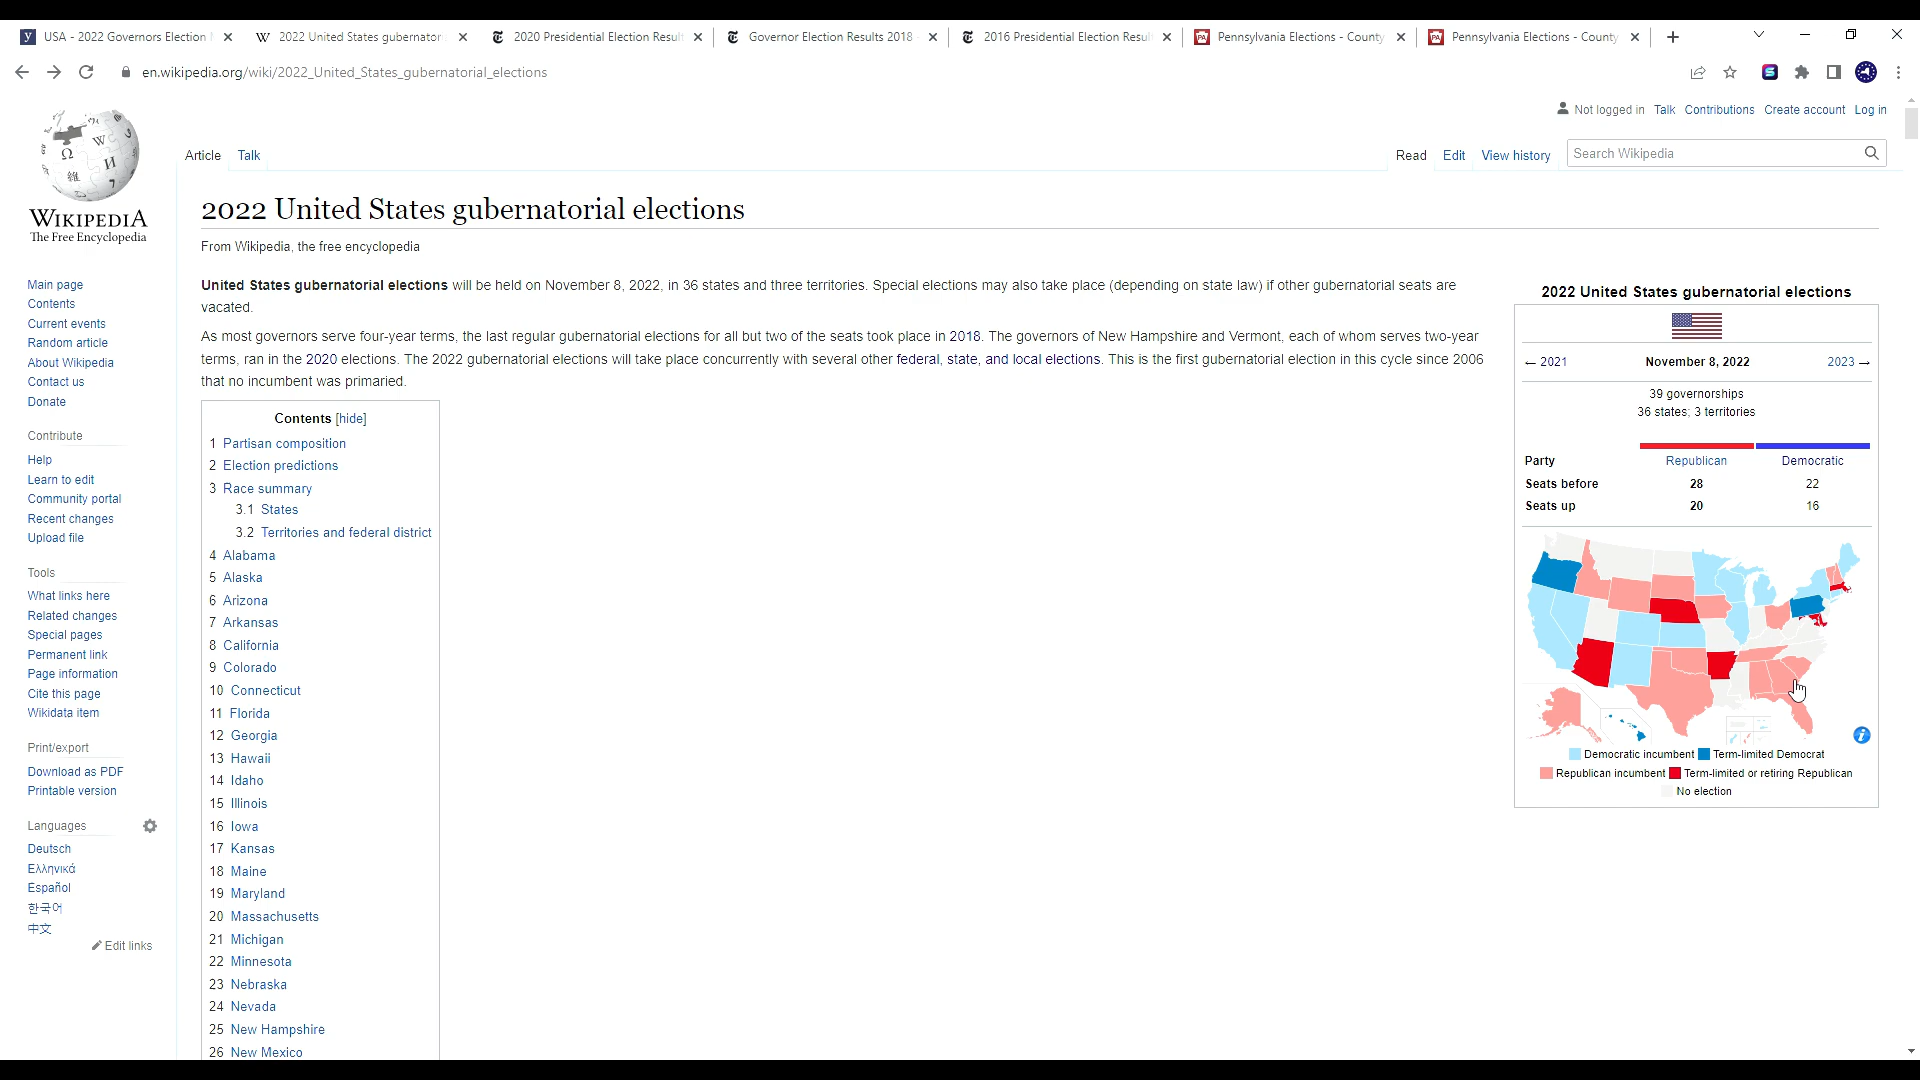 USA - 2022 Governors Election
2022 United States gubernator
2020 Presidential Election Resul
Governor Election Results 2018
2016 Presidential Election Resul
Pennsylvania Elections - County
Pennsylvania Elections - County
en.wikipedia.org/wiki/2022_United_States_gubernatorial_elections
Not logged in Talk Contributions Create account Log in
Article Talk
Read Edit View history
Search Wikipedia
WIKIPEDIA
The Free Encyclopedia
Main page
Contents
Current events
Random article
About Wikipedia
Contact us
Donate
Contribute
Help
Learn to edit
Community portal
Recent changes
Upload file
Tools
What links here
Related changes
Special pages
Permanent link
Page information
Cite this page
Wikidata item
Print/export
Download as PDF
Printable version
Languages
Deutsch
Ελληνικά
Español
한국어
中文
Edit links
2022 United States gubernatorial elections
From Wikipedia, the free encyclopedia
United States gubernatorial elections will be held on November 8, 2022, in 36 states and three territories. Special elections may also take place (depending on state law) if other gubernatorial seats are
vacated.
As most governors serve four-year terms, the last regular gubernatorial elections for all but two of the seats took place in 2018. The governors of New Hampshire and Vermont, each of whom serves two-year
terms, ran in the 2020 elections. The 2022 gubernatorial elections will take place concurrently with several other federal, state, and local elections. This is the first gubernatorial election in this cycle since 2006
that no incumbent was primaried.
Contents [hide]
1 Partisan composition
2 Election predictions
3 Race summary
3.1 States
3.2 Territories and federal district
4 Alabama
5 Alaska
6 Arizona
7 Arkansas
8 California
9 Colorado
10 Connecticut
11 Florida
12 Georgia
13 Hawaii
14 Idaho
15 Illinois
16 Iowa
17 Kansas
18 Maine
19 Maryland
20 Massachusetts
21 Michigan
22 Minnesota
23 Nebraska
24 Nevada
25 New Hampshire
26 New Mexico
2022 United States gubernatorial elections
← 2021 November 8, 2022 2023 →
39 governorships
36 states; 3 territories
Party Republican Democratic
Seats before 28 22
Seats up 20 16
Democratic incumbent Term-limited Democrat
Republican incumbent Term-limited or retiring Republican
No election